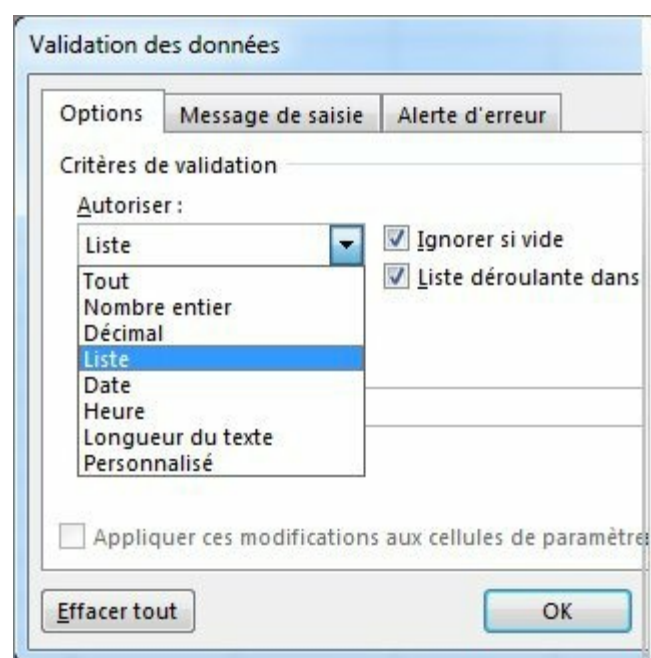 Validation des données
Options Message de saisie Alerte d'erreur
Critères de validation
Autoriser :
Liste Ignorer si vide
Tout Liste déroulante dans
Nombre entier
Décimal
Liste
Date
Heure
Longueur du texte
Personnalisé
Appliquer ces modifications aux cellules de paramètre
Effacer tout OK